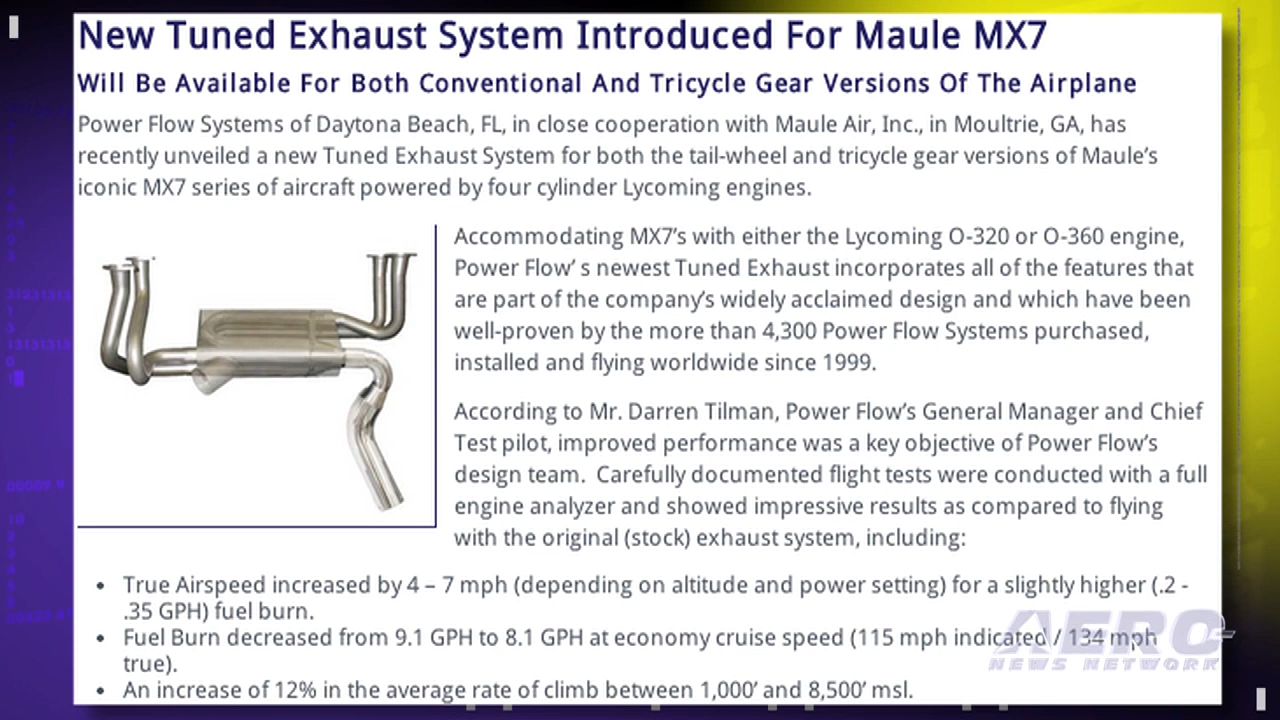 New Tuned Exhaust System Introduced For Maule MX7
Will Be Available For Both Conventional And Tricycle Gear Versions Of The Airplane
Power Flow Systems of Daytona Beach, FL, in close cooperation with Maule Air, Inc., in Moultrie, GA, has
recently unveiled a new Tuned Exhaust System for both the tail-wheel and tricycle gear versions of Maule’s
iconic MX7 series of aircraft powered by four cylinder Lycoming engines.
Accommodating MX7’s with either the Lycoming O-320 or O-360 engine,
Power Flow’ s newest Tuned Exhaust incorporates all of the features that
are part of the company’s widely acclaimed design and which have been
well-proven by the more than 4,300 Power Flow Systems purchased,
installed and flying worldwide since 1999.
According to Mr. Darren Tilman, Power Flow’s General Manager and Chief
Test pilot, improved performance was a key objective of Power Flow’s
design team.  Carefully documented flight tests were conducted with a full
engine analyzer and showed impressive results as compared to flying
with the original (stock) exhaust system, including:
• True Airspeed increased by 4 – 7 mph (depending on altitude and power setting) for a slightly higher (.2 -
.35 GPH) fuel burn.
• Fuel Burn decreased from 9.1 GPH to 8.1 GPH at economy cruise speed (115 mph indicated / 134 mph
true).
• An increase of 12% in the average rate of climb between 1,000’ and 8,500’ msl.
AERO
NEWS NETWORK